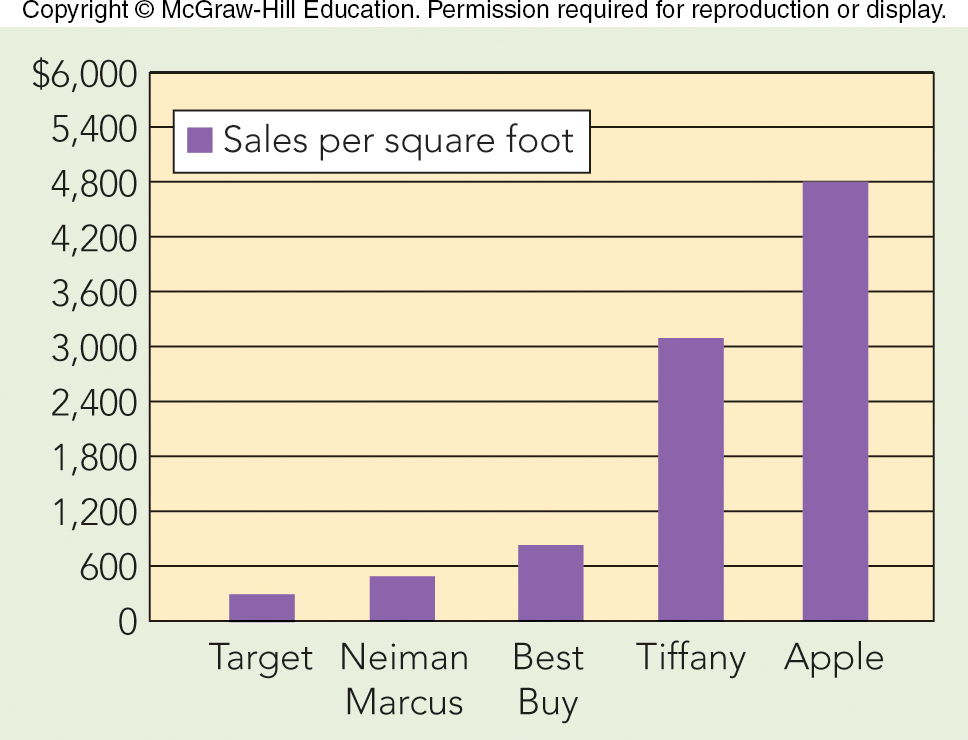 Copyright © McGraw-Hill Education. Permission required for reproduction or display.
$6,000
5,400
4,800
4,200
3,600
3,000
2,400
1,800
1,200
600
0
Sales per square foot
Target
Neiman
Marcus
Best
Buy
Tiffany
Apple